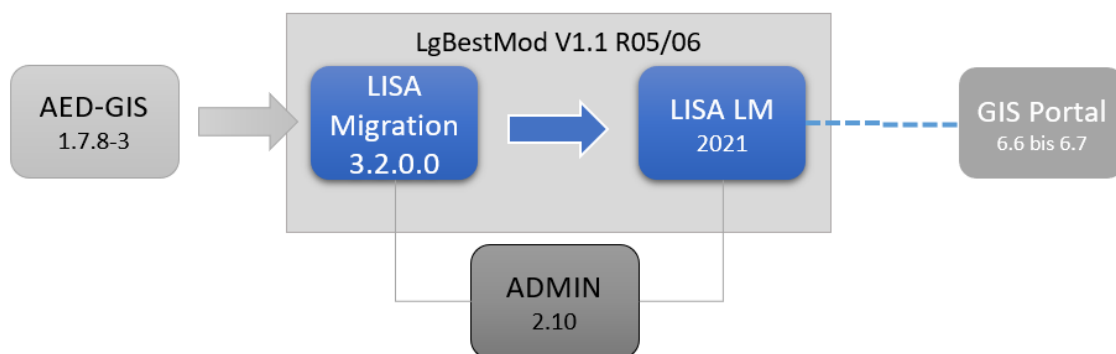 LgBestMod V1.1 R05/06
AED-GIS
1.7.8-3
LISA
Migration
3.2.0.0
LISA LM
2021
GIS Portal
6.6 bis 6.7
ADMIN
2.10